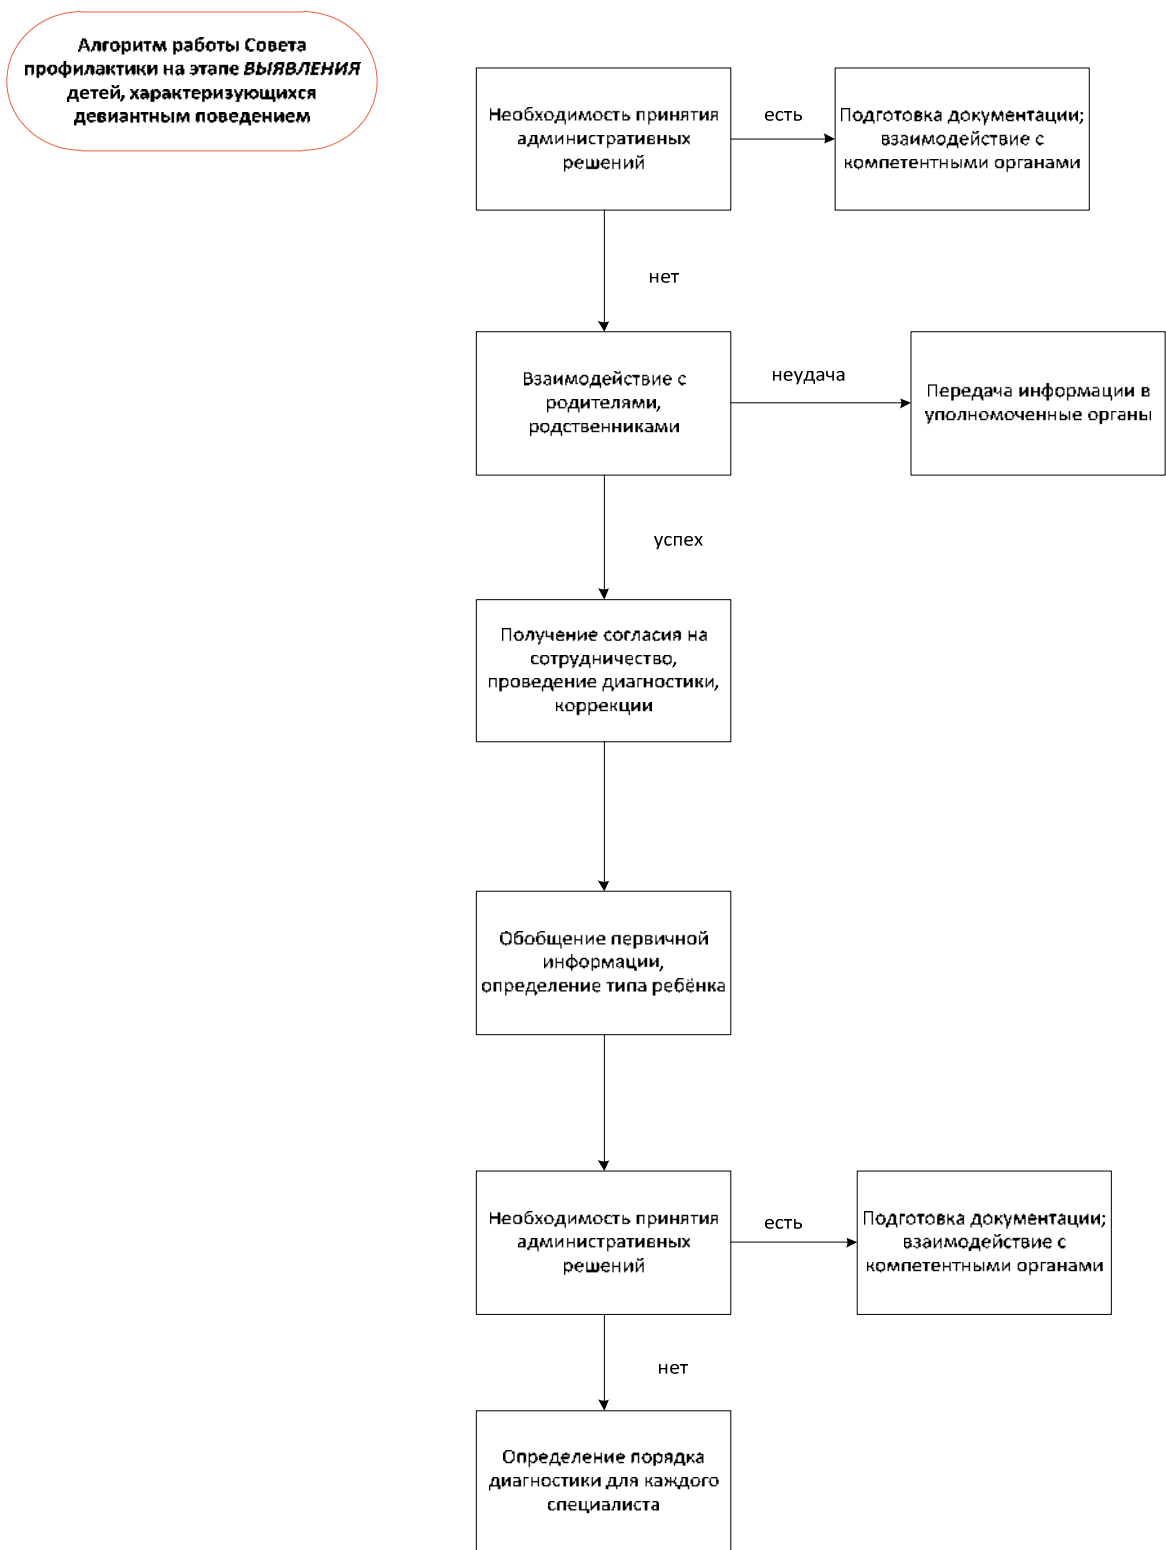 Алгоритм работы Совета
профилактики на этапе ВЫЯВЛЕНИЯ
детей, характеризующихся
девиантным поведением
Необходимость принятия
административных
решений
есть
Подготовка документации;
взаимодействие с
компетентными органами
нет
Взаимодействие с
родителями,
родственниками
неудача
Передача информации в
уполномоченные органы
успех
Получение согласия на
сотрудничество,
проведение диагностики,
коррекции
Обобщение первичной
информации,
определение типа ребёнка
Необходимость принятия
административных
решений
есть
Подготовка документации;
взаимодействие с
компетентными органами
нет
Определение порядка
диагностики для каждого
специалиста